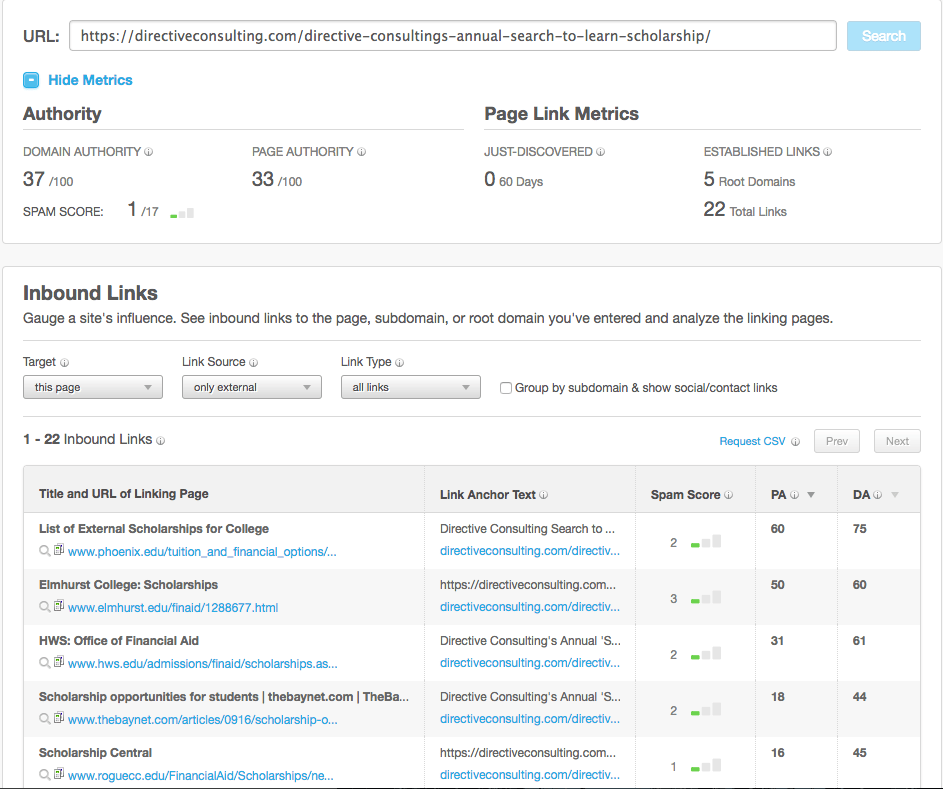 URL: https://directiveconsulting.com/directive-consultings-annual-search-to-learn-scholarship/ Search
Hide Metrics
Authority
Page Link Metrics
DOMAIN AUTHORITY PAGE AUTHORITY JUST-DISCOVERED ESTABLISHED LINKS
37 /100 33 /100 0 60 Days 5 Root Domains
SPAM SCORE: 1 /17 22 Total Links
Inbound Links
Gauge a site's influence. See inbound links to the page, subdomain, or root domain you've entered and analyze the linking pages.
Target Link Source Link Type
this page only external all links Group by subdomain & show social/contact links
1 - 22 Inbound Links Request CSV Prev Next
Title and URL of Linking Page Link Anchor Text Spam Score PA DA
List of External Scholarships for College Directive Consulting Search to ... 60 75
www.phoenix.edu/tuition_and_financial_options/... directiveconsulting.com/directiv... 2
Elmhurst College: Scholarships https://directiveconsulting.com... 50 60
www.elmhurst.edu/finaid/1288677.html directiveconsulting.com/directiv... 3
HWS: Office of Financial Aid Directive Consulting's Annual 'S... 31 61
www.hws.edu/admissions/finaid/scholarships.as... directiveconsulting.com/directiv... 2
Scholarship opportunities for students | thebaynet.com | TheBa... Directive Consulting's Annual 'S... 18 44
www.thebaynet.com/articles/0916/scholarship-o... directiveconsulting.com/directiv... 2
Scholarship Central https://directiveconsulting.com... 16 45
www.roguecc.edu/FinancialAid/Scholarships/ne... directiveconsulting.com/directiv... 1